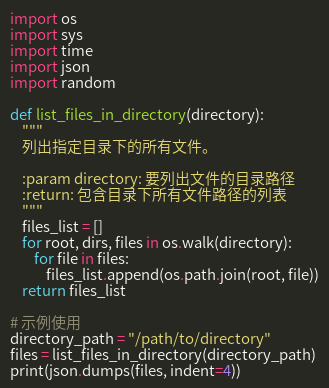 import os
import sys
import time
import json
import random

def list_files_in_directory(directory):
    """
    列出指定目录下的所有文件。

    :param directory: 要列出文件的目录路径
    :return: 包含目录下所有文件路径的列表
    """
    files_list = []
    for root, dirs, files in os.walk(directory):
        for file in files:
            files_list.append(os.path.join(root, file))
    return files_list

# 示例使用
directory_path = "/path/to/directory"
files = list_files_in_directory(directory_path)
print(json.dumps(files, indent=4))